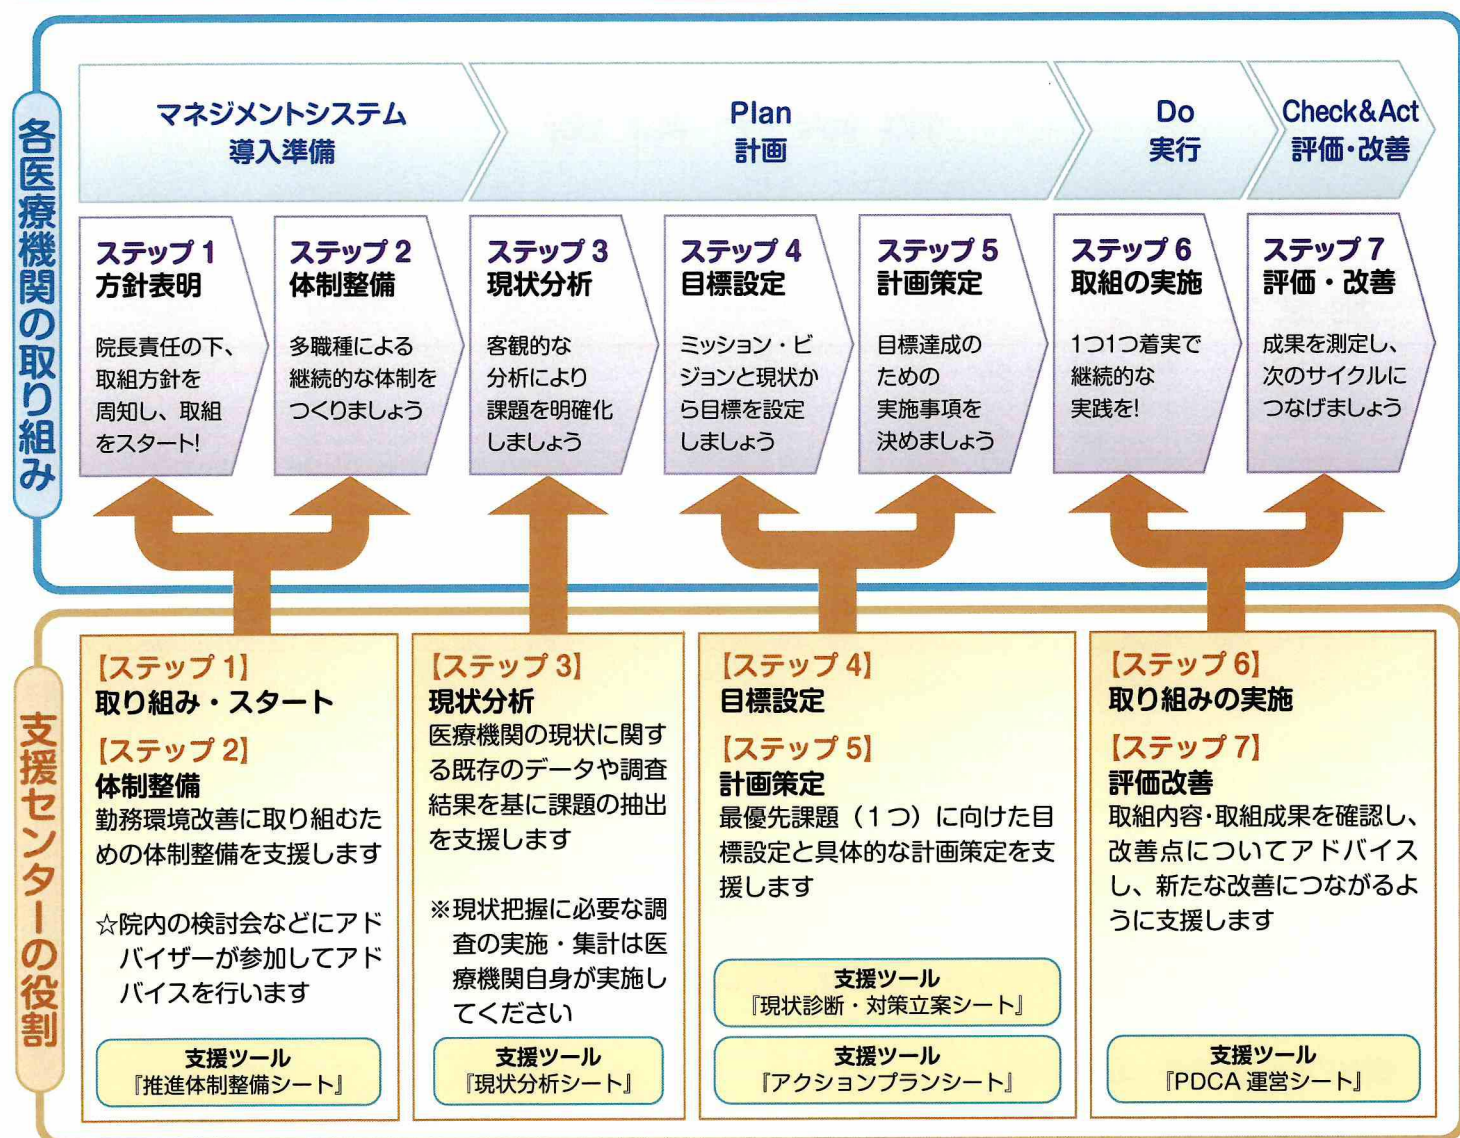 各医療機関の取り組み
マネジメントシステム
導入準備
Plan
計画
Do
実行
Check&Act
評価・改善
ステップ 1
方針表明
院長責任の下、
取組方針を
周知し、取組
をスタート!
ステップ 2
体制整備
多職種による
継続的な体制を
つくりましょう
ステップ 3
現状分析
客観的な
分析により
課題を明確化
しましょう
ステップ 4
目標設定
ミッション・ビ
ジョンと現状か
ら目標を設定
しましょう
ステップ 5
計画策定
目標達成の
ための
実施事項を
決めましょう
ステップ 6
取組の実施
1つ1つ着実で
継続的な
実践を!
ステップ 7
評価・改善
成果を測定し、
次のサイクルに
つなげましょう
支援センターの役割
【ステップ 1】
取り組み・スタート
【ステップ 2】
体制整備
勤務環境改善に取り組むた
めの体制整備を支援します
☆院内の検討会などにアド
バイザーが参加してアド
バイスを行います
支援ツール
『推進体制整備シート』
【ステップ 3】
現状分析
医療機関の現状に関す
る既存のデータや調査
結果を基に課題の抽出
を支援します
※現状把握に必要な調
査の実施・集計は医
療機関自身が実施し
てください
支援ツール
『現状分析シート』
【ステップ 4】
目標設定
【ステップ 5】
計画策定
最優先課題（1つ）に向けた目
標設定と具体的な計画策定を支
援します
支援ツール
『現状診断・対策立案シート』
支援ツール
『アクションプランシート』
【ステップ 6】
取り組みの実施
【ステップ 7】
評価改善
取組内容・取組成果を確認し、
改善点についてアドバイス
し、新たな改善につながるよ
うに支援します
支援ツール
『PDCA 運営シート』